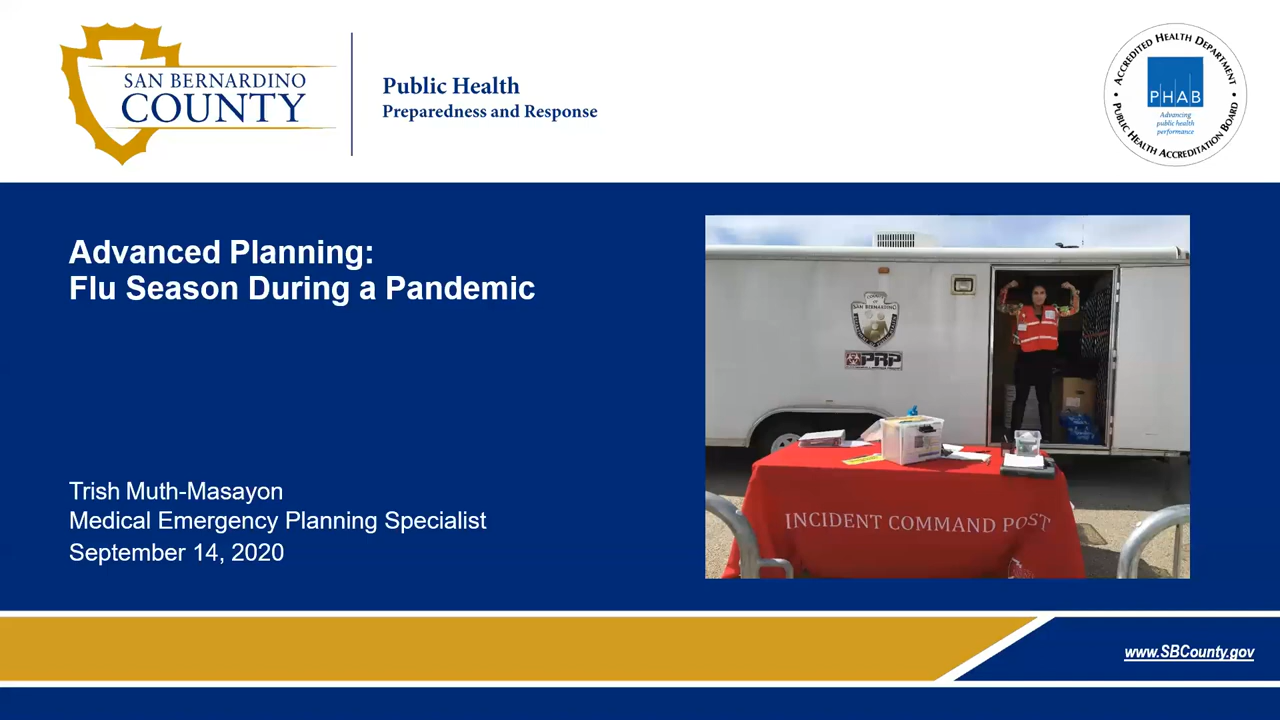 SAN BERNARDINO
COUNTY
Public Health
Preparedness and Response
ACCREDITED HEALTH DEPARTMENT
PHAB
Advancing
public health
performance
PUBLIC HEALTH ACCREDITATION BOARD
Advanced Planning:
Flu Season During a Pandemic
SAN BERNARDINO
PRP
INCIDENT COMMAND POST
Trish Muth-Masayon
Medical Emergency Planning Specialist
September 14, 2020
www.SBCounty.gov